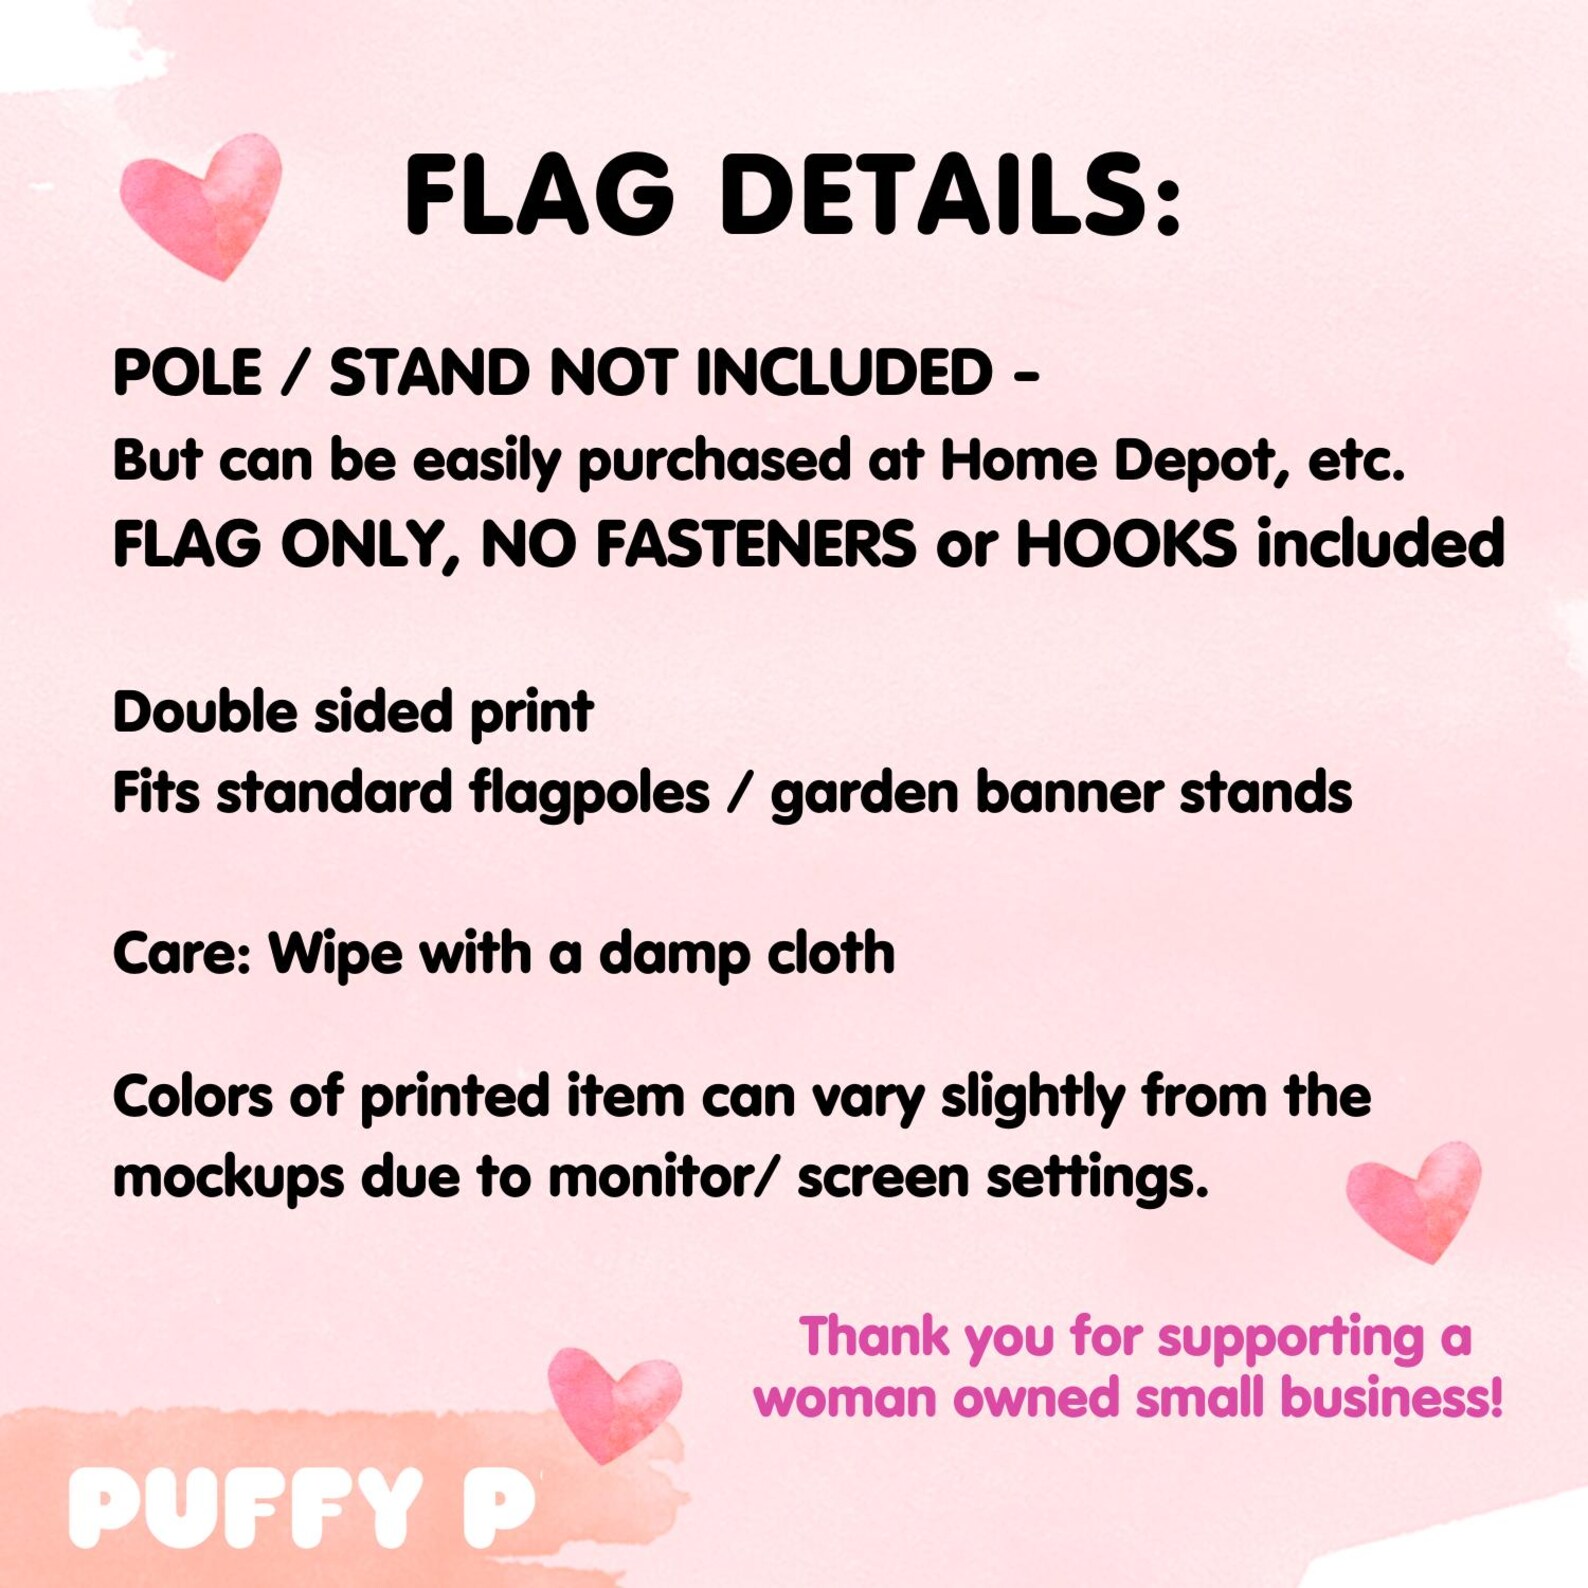 FLAG DETAILS:
POLE / STAND NOT INCLUDED -
But can be easily purchased at Home Depot, etc.
FLAG ONLY, NO FASTENERS or HOOKS included
Double sided print
Fits standard flagpoles / garden banner stands
Care: Wipe with a damp cloth
Colors of printed item can vary slightly from the
mockups due to monitor/ screen settings.
Thank you for supporting a
woman owned small business!
PUFFY P